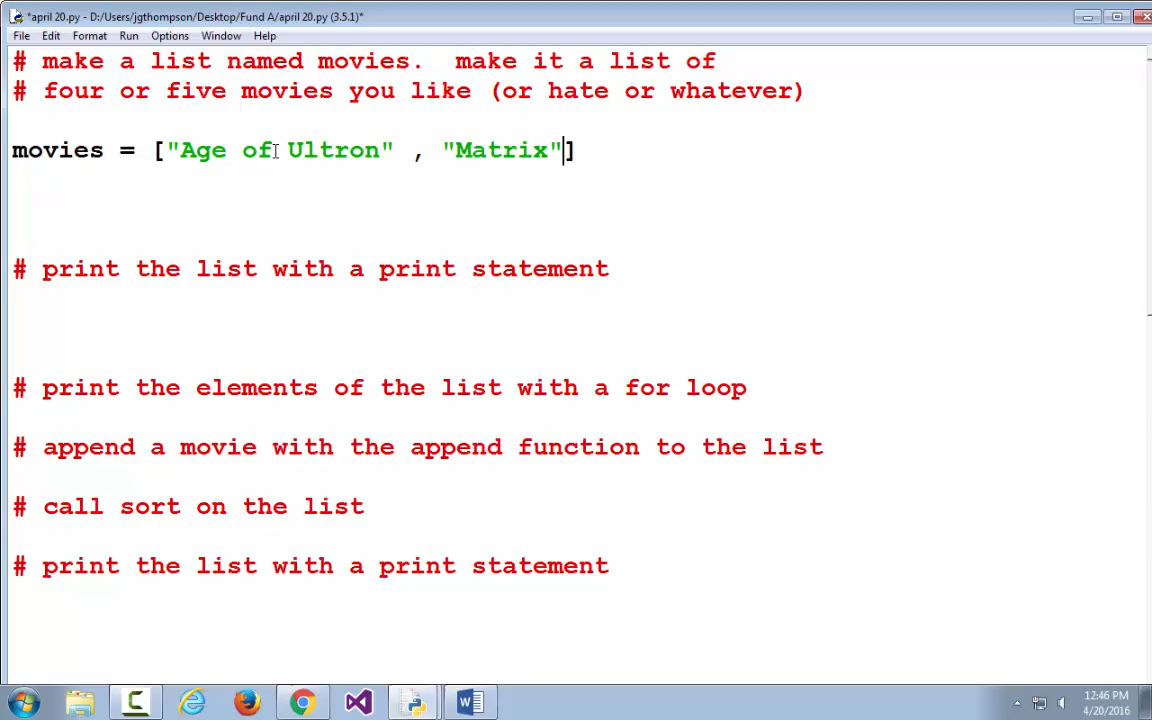 *april 20.py - D:/Users/jgthompson/Desktop/Fund A/april 20.py (3.5.1)*
File Edit Format Run Options Window Help
# make a list named movies.  make it a list of
# four or five movies you like (or hate or whatever)
movies = ["Age of Ultron" , "Matrix"]
# print the list with a print statement
# print the elements of the list with a for loop
# append a movie with the append function to the list
# call sort on the list
# print the list with a print statement
12:46 PM
4/20/2016